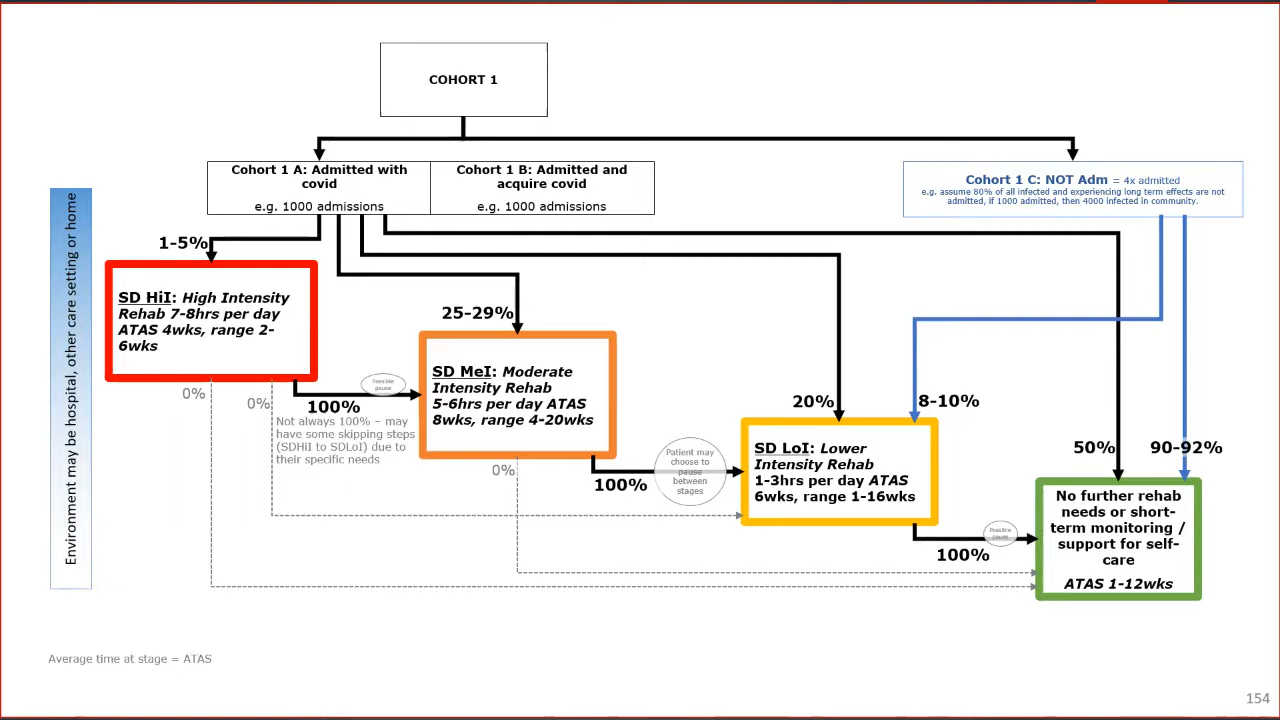 COHORT 1
Cohort 1 A: Admitted with
covid
e.g. 1000 admissions
Cohort 1 B: Admitted and
acquire covid
e.g. 1000 admissions
Cohort 1 C: NOT Adm = 4x admitted
e.g. assume 80% of all infected and experiencing long term effects are not
admitted, if 1000 admitted, then 4000 infected in community.
Environment may be hospital, other care setting or home
1-5%
SD HiI: High Intensity
Rehab 7-8hrs per day
ATAS 4wks, range 2-
6wks
25-29%
SD MeI: Moderate
Intensity Rehab
5-6hrs per day ATAS
8wks, range 4-20wks
0%
0%
100%
Possible
pause
Not always 100% – may
have some skipping steps
(SDHiI to SDLoI) due to
their specific needs
20%
8-10%
SD LoI: Lower
Intensity Rehab
1-3hrs per day ATAS
6wks, range 1-16wks
0%
100%
Patient may
choose to
pause
between
stages
50%
90-92%
No further rehab
needs or short-
term monitoring /
support for self-
care
ATAS 1-12wks
100%
Possible
pause
Average time at stage = ATAS
154